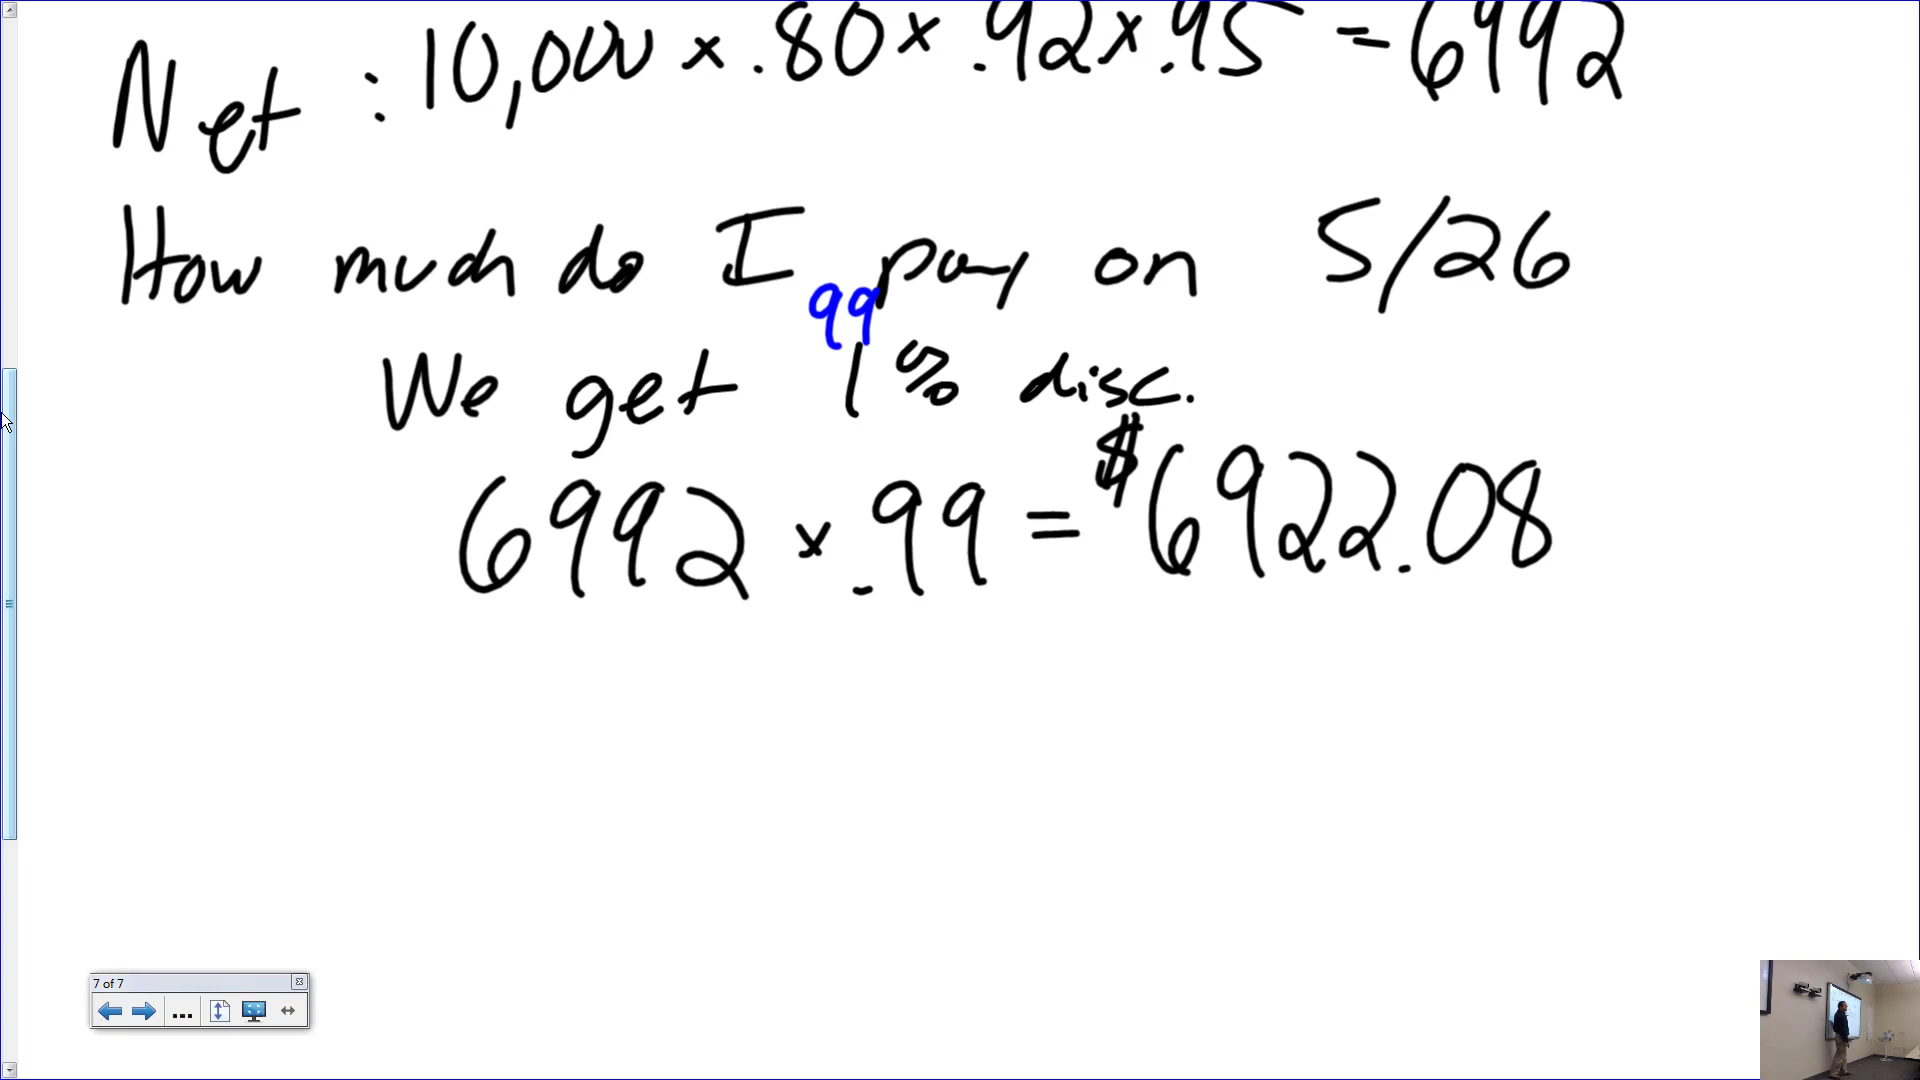 Net : 10,000 x .80 x .92 x .95 = 6992
How much do I pay on 5/26
99
We get 1% disc.
6992 x .99 = $6922.08
7 of 7
...